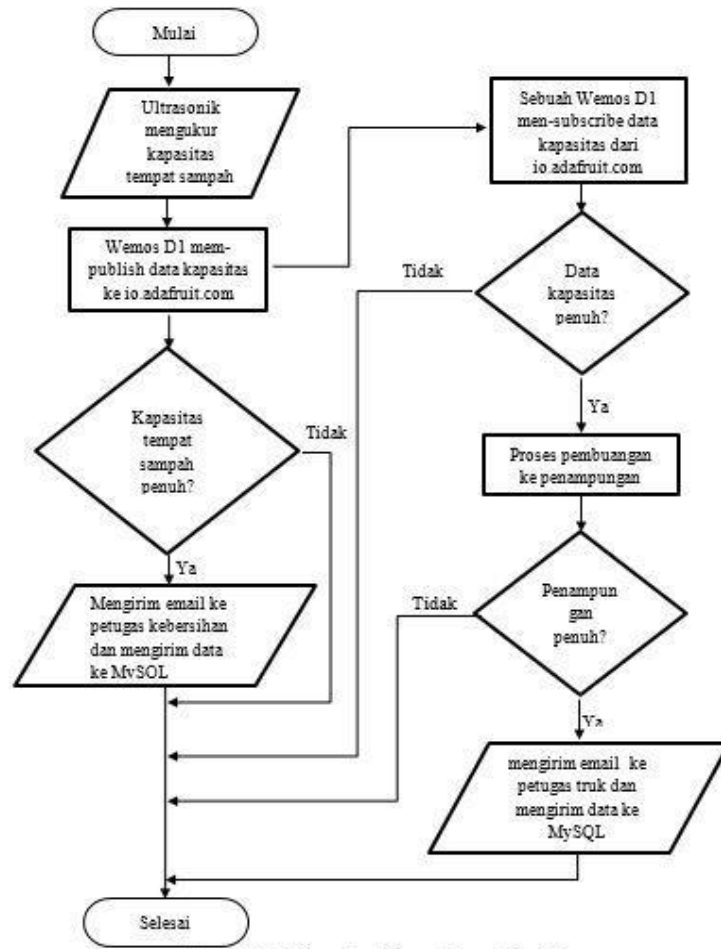 Mulai
Ultrasonik
mengukur
kapasitas
tempat sampah
Wemos D1 mem-
publish data kapasitas
ke io.adafruit.com
Kapasitas
tempat
sampah
penuh?
Tidak
Ya
Mengirim email ke
petugas kebersihan
dan mengirim data
ke MySQL
Sebuah Wemos D1
men-subscribe data
kapasitas dari
io.adafruit.com
Data
kapasitas
penuh?
Tidak
Ya
Proses pembuangan
ke penampungan
Penampun
gan
penuh?
Tidak
Ya
mengirim email ke
petugas truk dan
mengirim data ke
MySQL
Selesai